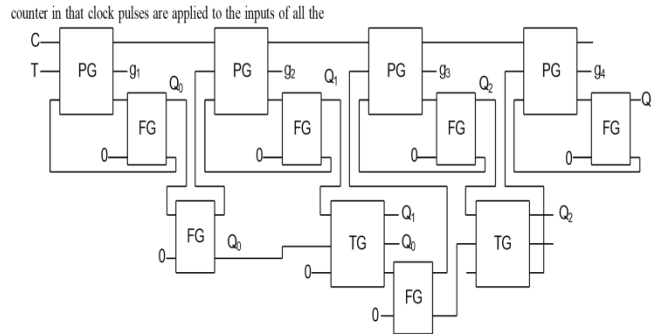 counter in that clock pulses are applied to the inputs of all the
C
T PG g1 PG g2 PG g3 PG g4
Q0 Q1 Q2 Q
FG FG FG FG
0 0 0 0
FG Q0 TG Q1 Q0 TG Q2
0 0
FG
0